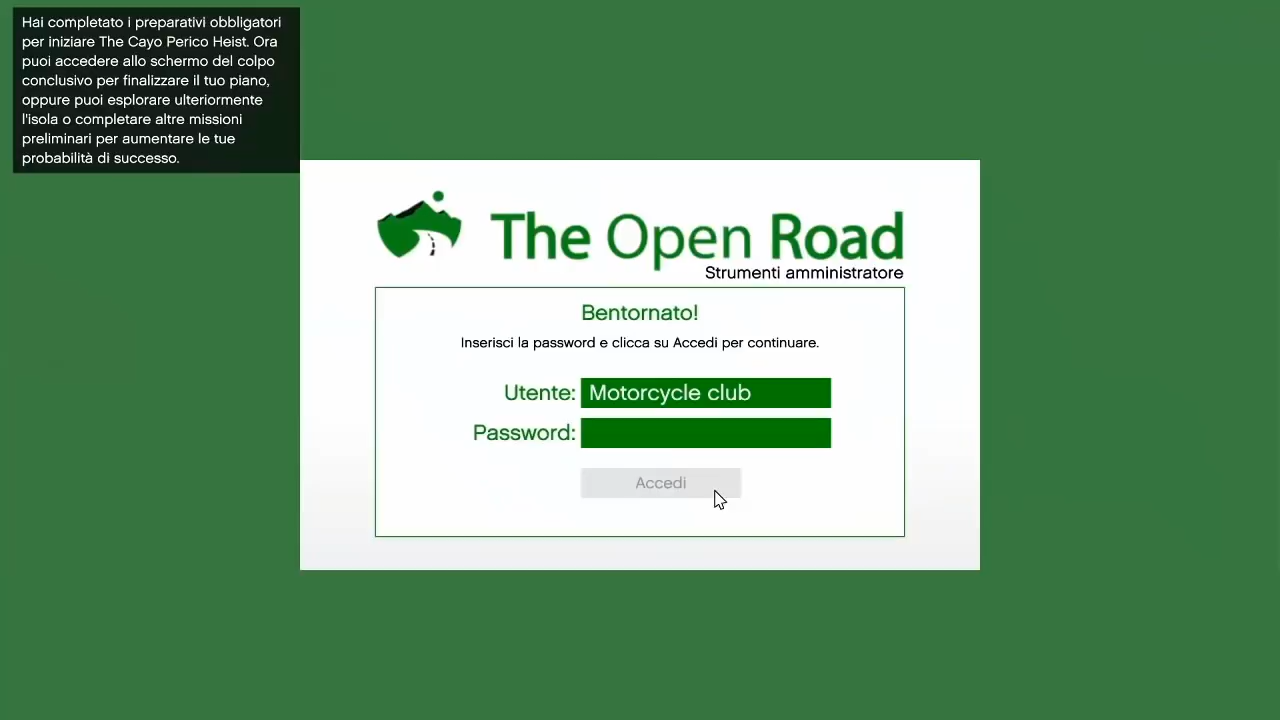 Hai completato i preparativi obbligatori
per iniziare The Cayo Perico Heist. Ora
puoi accedere allo schermo del colpo
conclusivo per finalizzare il tuo piano,
oppure puoi esplorare ulteriormente
l'isola o completare altre missioni
preliminari per aumentare le tue
probabilità di successo.
The Open Road
Strumenti amministratore
Bentornato!
Inserisci la password e clicca su Accedi per continuare.
Utente: Motorcycle club
Password:
Accedi